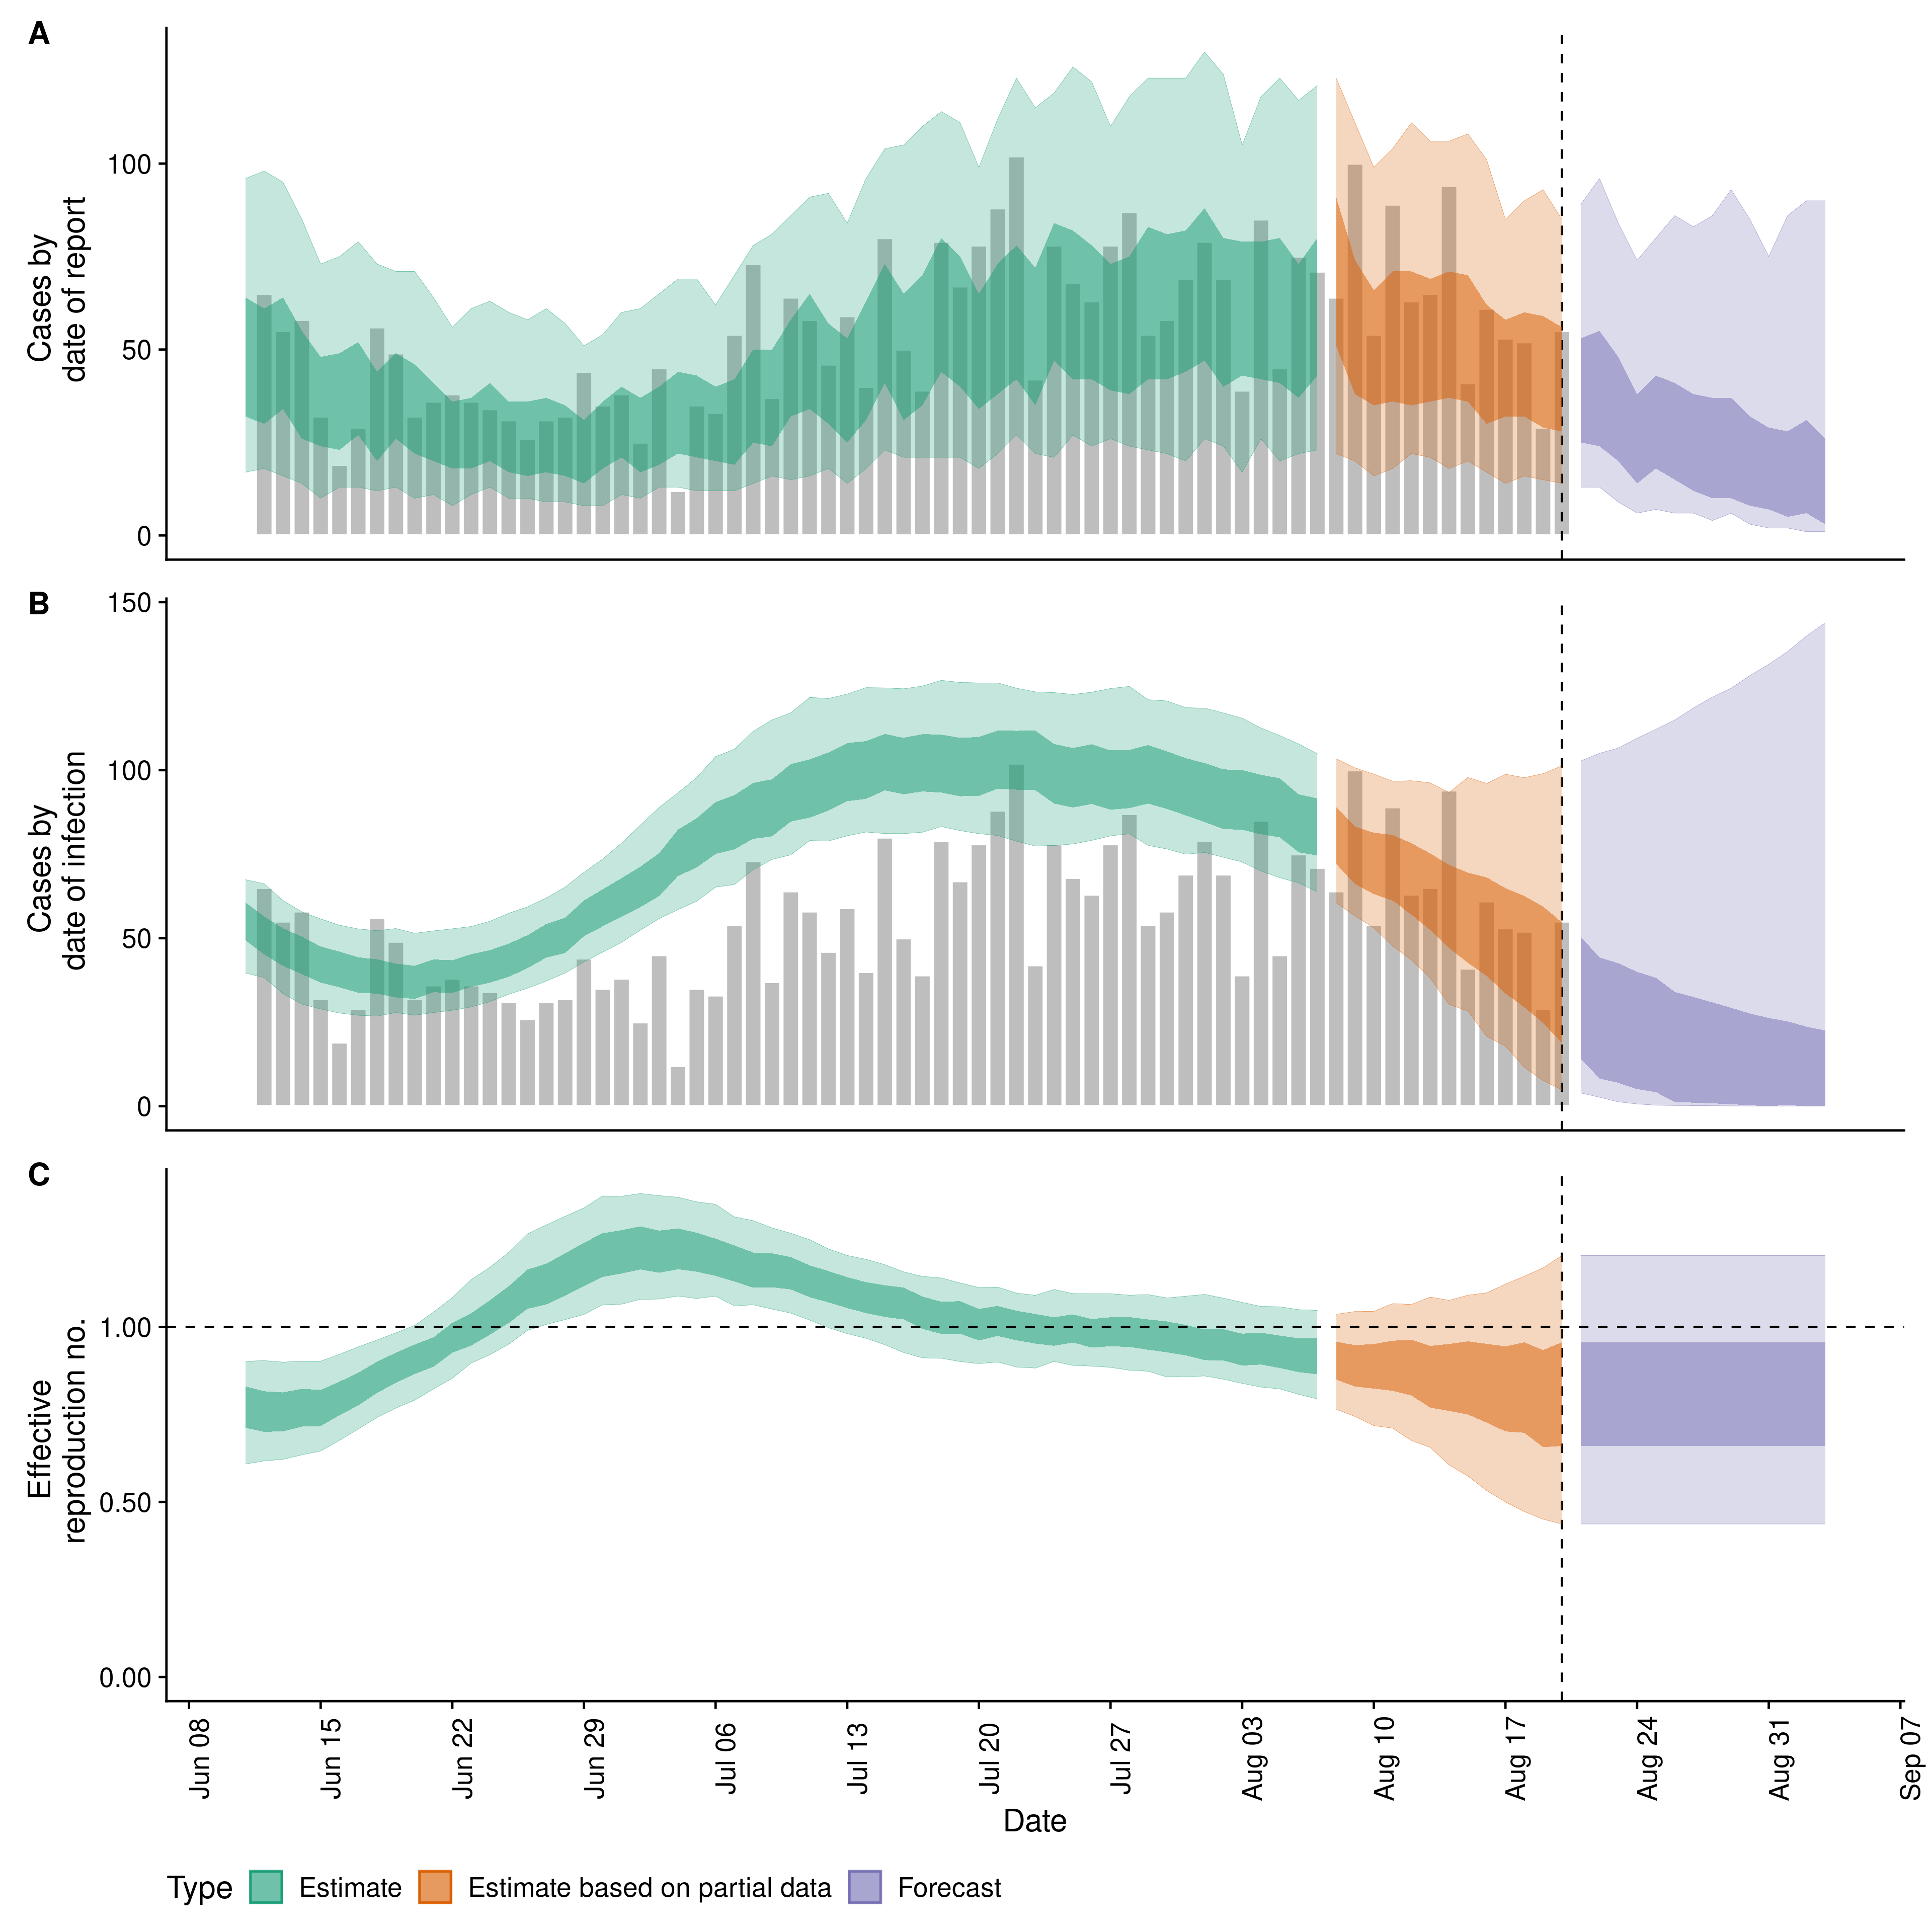 A
Cases by
date of report
100
50
0
B
Cases by
date of infection
150
100
50
0
C
Effective
reproduction no.
1.00
0.50
0.00
Jun 08
Jun 15
Jun 22
Jun 29
Jul 06
Jul 13
Jul 20
Jul 27
Aug 03
Aug 10
Aug 17
Aug 24
Aug 31
Sep 07
Date
Type Estimate Estimate based on partial data Forecast